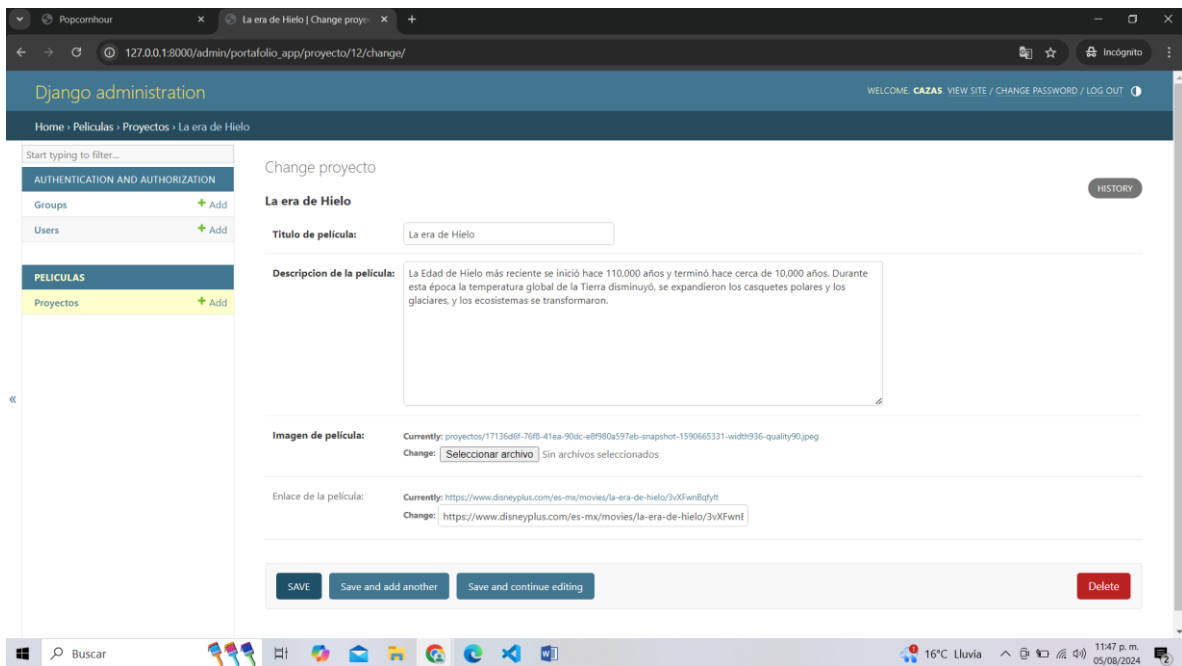 Popcornhour
La era de Hielo | Change proye
127.0.0.1:8000/admin/portafolio_app/proyecto/12/change/
Incógnito
Django administration
WELCOME, CAZAS. VIEW SITE / CHANGE PASSWORD / LOG OUT
Home › Peliculas › Proyectos › La era de Hielo
Start typing to filter...
AUTHENTICATION AND AUTHORIZATION
Groups + Add
Users + Add
PELICULAS
Proyectos + Add
«
Change proyecto
HISTORY
La era de Hielo
Titulo de película: La era de Hielo
Descripcion de la película: La Edad de Hielo más reciente se inició hace 110,000 años y terminó hace cerca de 10,000 años. Durante
esta época la temperatura global de la Tierra disminuyó, se expandieron los casquetes polares y los
glaciares, y los ecosistemas se transformaron.
Imagen de película: Currently: proyectos/17136d6f-76f8-41ea-90dc-e8f980a597eb-snapshot-1590665331-width936-quality90.jpeg
Change: Seleccionar archivo Sin archivos seleccionados
Enlace de la película: Currently: https://www.disneyplus.com/es-mx/movies/la-era-de-hielo/3vXFwnBqfyIt
Change: https://www.disneyplus.com/es-mx/movies/la-era-de-hielo/3vXFwnB
SAVE Save and add another Save and continue editing Delete
Buscar
16°C Lluvia
11:47 p. m.
05/08/2024